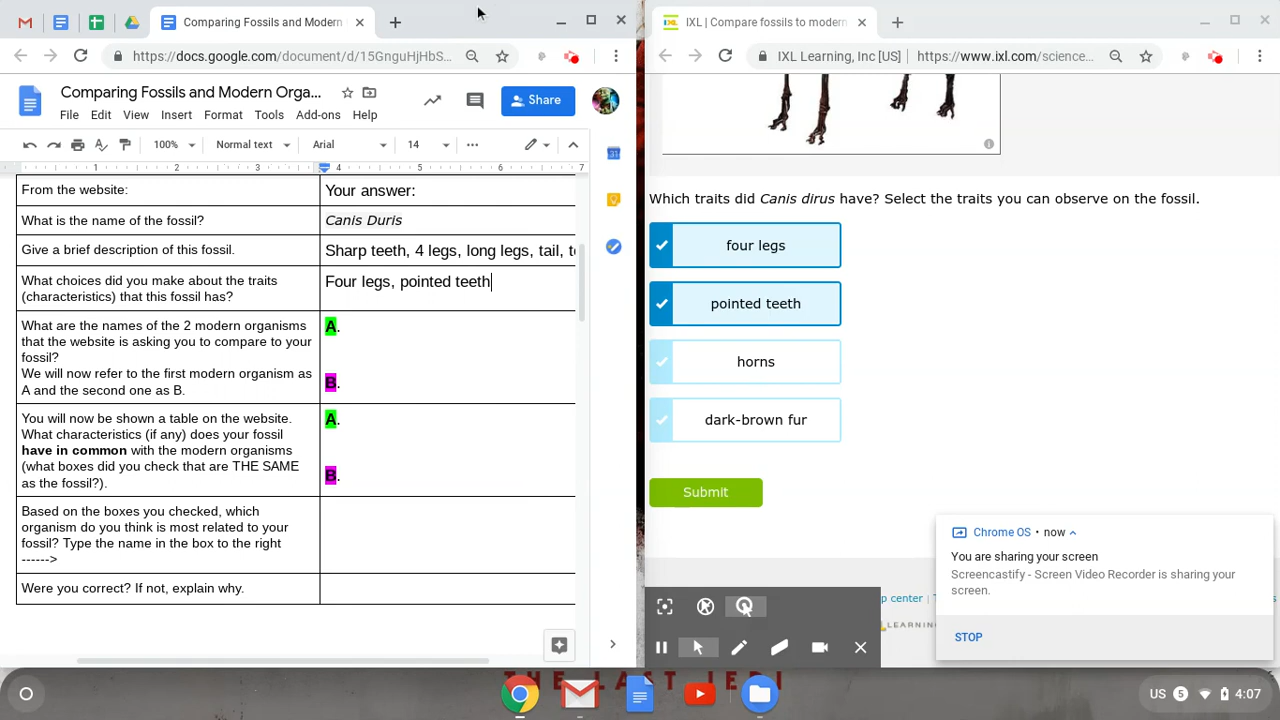 Comparing Fossils and Modern
https://docs.google.com/document/d/15GnguHjHbS...
Comparing Fossils and Modern Orga...
Share
File Edit View Insert Format Tools Add-ons Help
100% Normal text Arial 14
4 5 6 7
31
From the website: Your answer:
What is the name of the fossil? Canis Duris
Give a brief description of this fossil. Sharp teeth, 4 legs, long legs, tail,
What choices did you make about the traits
(characteristics) that this fossil has?
Four legs, pointed teeth
What are the names of the 2 modern organisms
that the website is asking you to compare to your
fossil?
We will now refer to the first modern organism as
A and the second one as B.
A.
B.
You will now be shown a table on the website.
What characteristics (if any) does your fossil
have in common with the modern organisms
(what boxes did you check that are THE SAME
as the fossil?).
A.
B.
Based on the boxes you checked, which
organism do you think is most related to your
fossil? Type the name in the box to the right
------>
Were you correct? If not, explain why.
IXL | Compare fossils to modern
IXL Learning, Inc [US] https://www.ixl.com/science...
Which traits did Canis dirus have? Select the traits you can observe on the fossil.
four legs
pointed teeth
horns
dark-brown fur
Submit
p center
LEARNING
Chrome OS • now
You are sharing your screen
Screencastify - Screen Video Recorder is sharing your
screen.
STOP
THE LAST JEDI
US 5 4:07